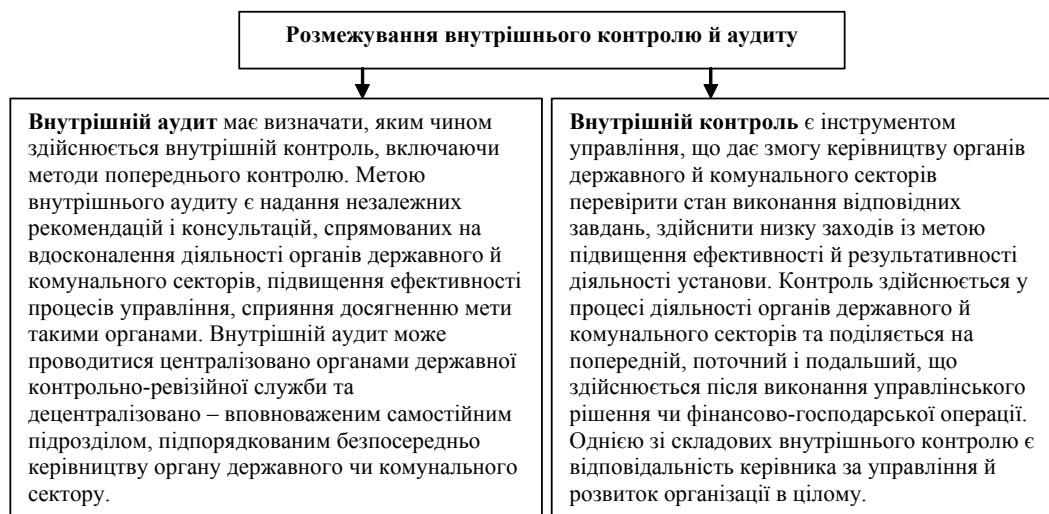 Розмежування внутрішнього контролю й аудиту
Внутрішній аудит має визначати, яким чином
здійснюється внутрішній контроль, включаючи
методи попереднього контролю. Метою
внутрішнього аудиту є надання незалежних
рекомендацій і консультацій, спрямованих на
вдосконалення діяльності органів державного й
комунального секторів, підвищення ефективності
процесів управління, сприяння досягненню мети
такими органами. Внутрішній аудит може
проводитися централізовано органами державної
контрольно-ревізійної служби та
децентралізовано – вповноваженим самостійним
підрозділом, підпорядкованим безпосередньо
керівництву органу державного чи комунального
сектору.
Внутрішній контроль є інструментом
управління, що дає змогу керівництву органів
державного й комунального секторів
перевірити стан виконання відповідних
завдань, здійснити низку заходів із метою
підвищення ефективності й результативності
діяльності установи. Контроль здійснюється у
процесі діяльності органів державного й
комунального секторів та поділяється на
попередній, поточний і подальший, що
здійснюється після виконання управлінського
рішення чи фінансово-господарської операції.
Однією зі складових внутрішнього контролю є
відповідальність керівника за управління й
розвиток організації в цілому.